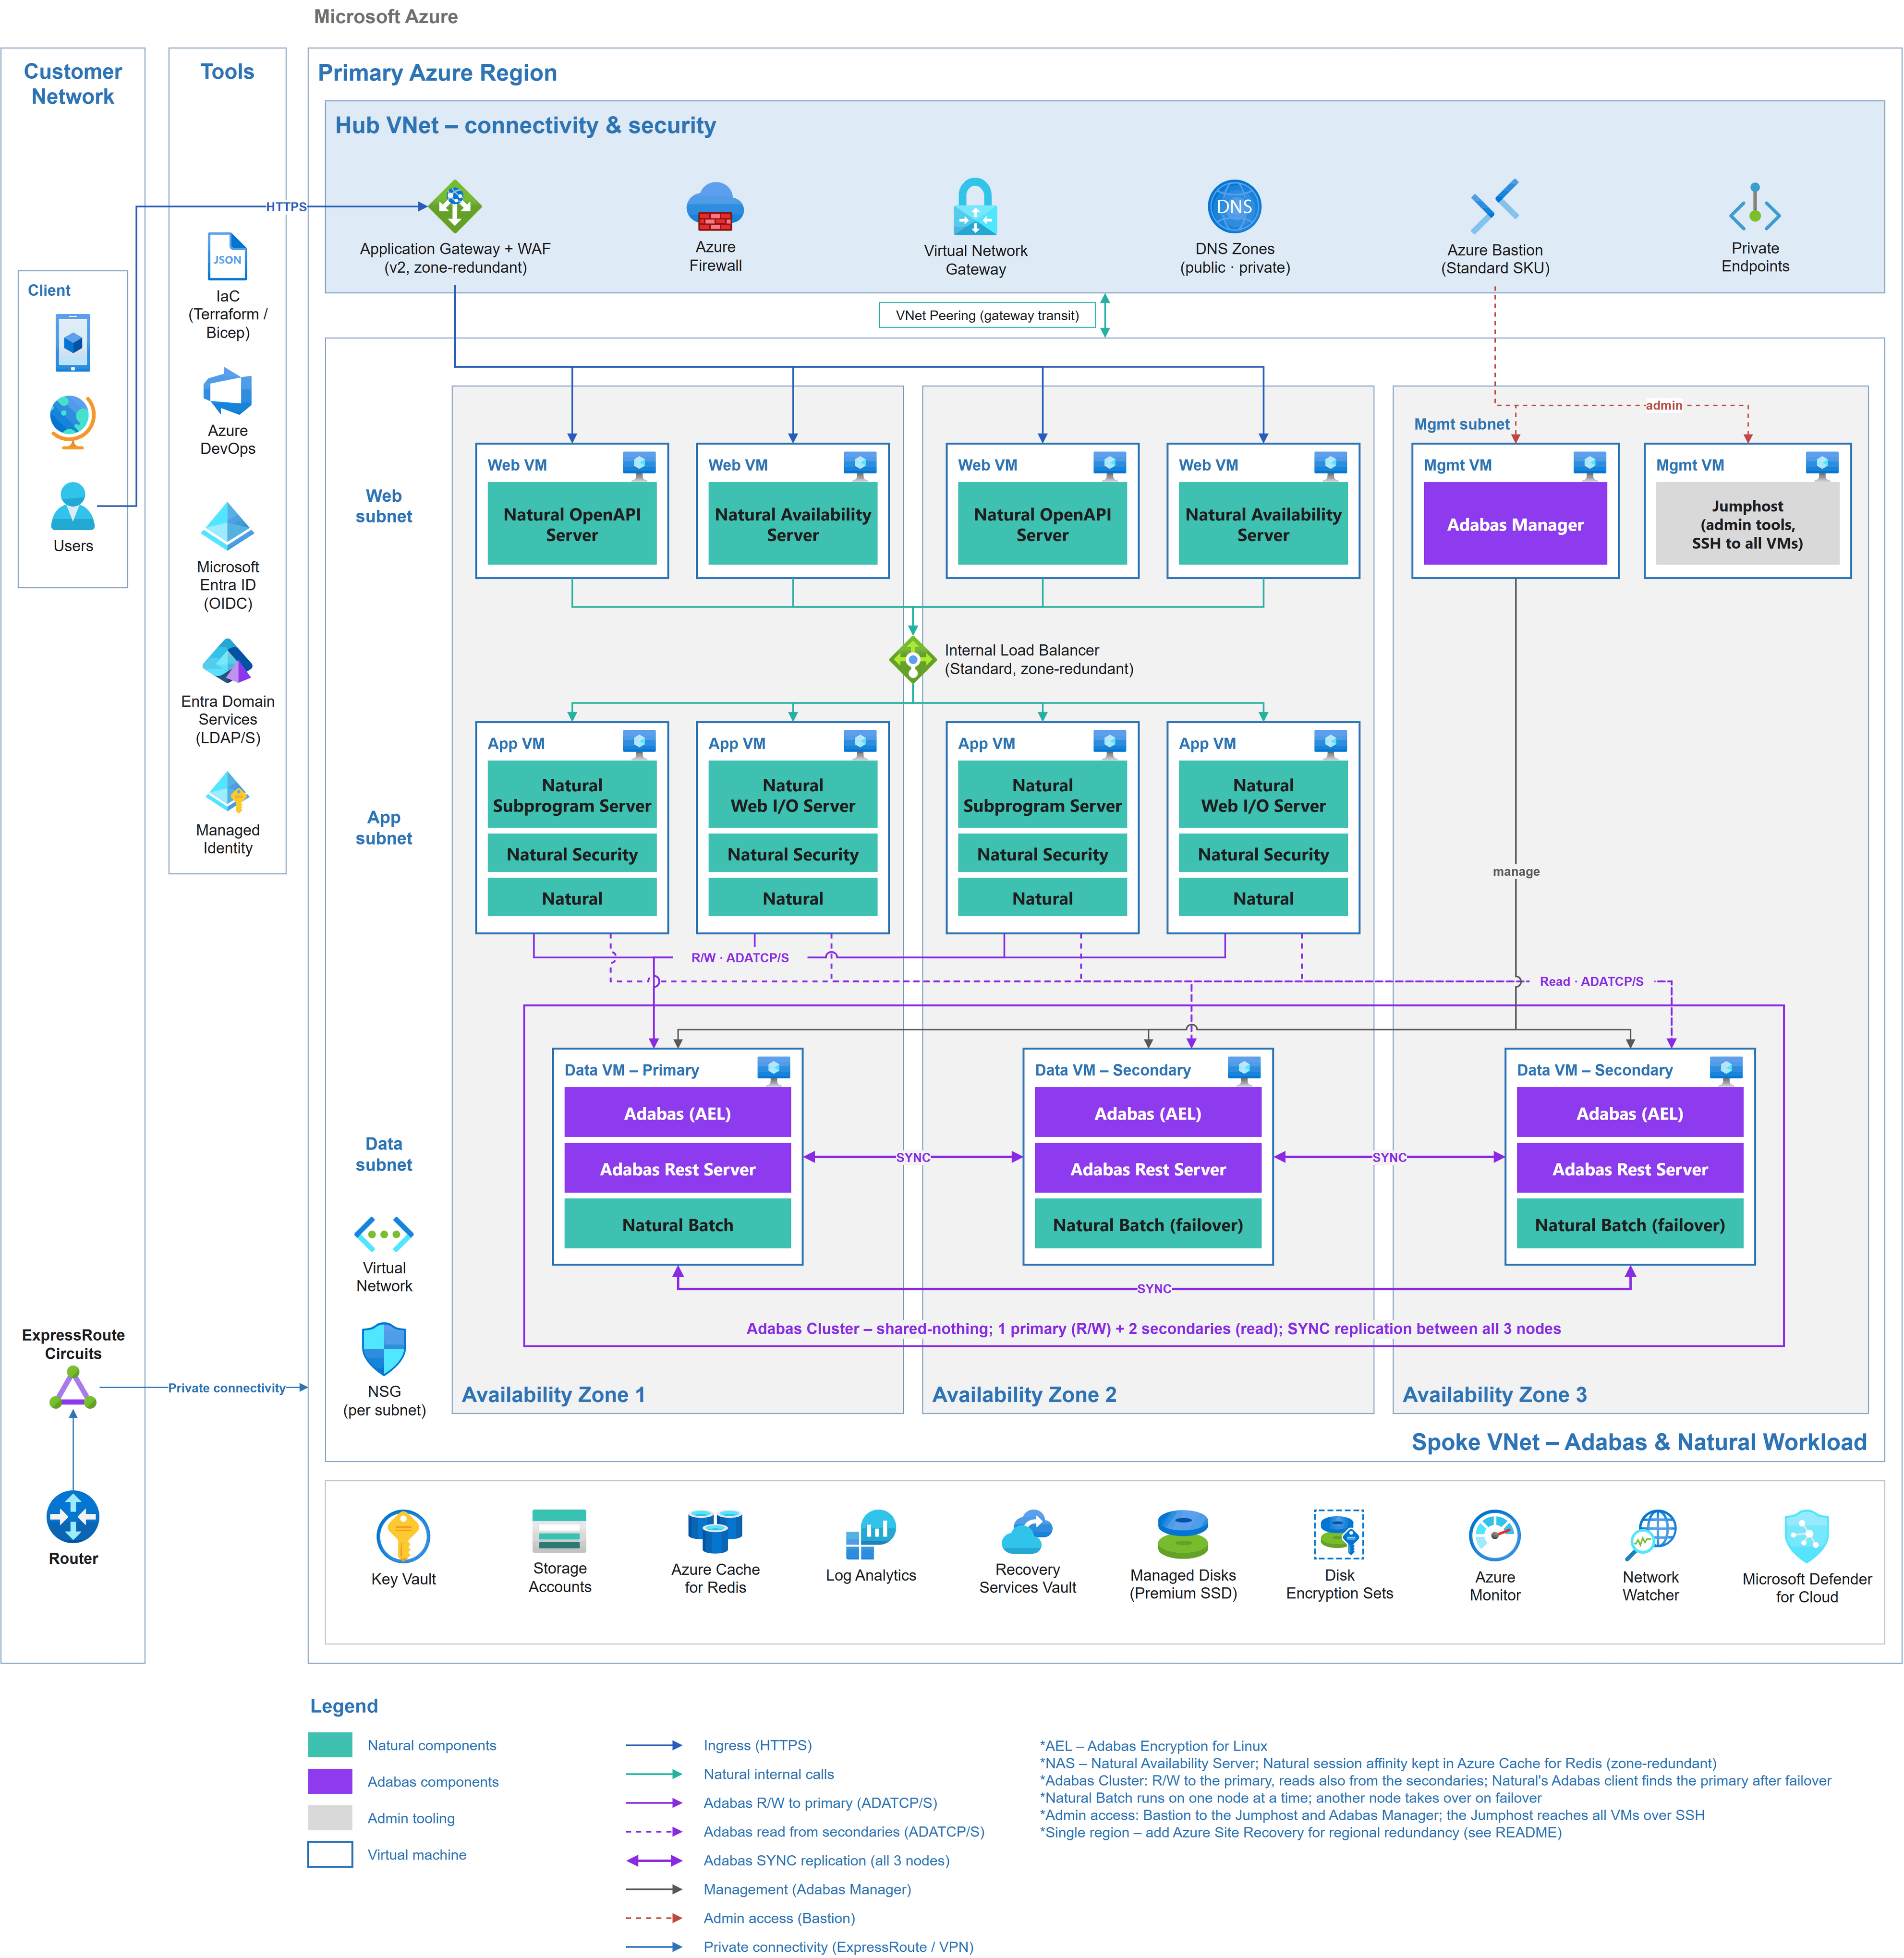 Microsoft Azure
Customer
Network
Tools
Primary Azure Region
Hub VNet – connectivity & security
HTTPS
Application Gateway + WAF
(v2, zone-redundant)
Azure
Firewall
Virtual Network
Gateway
DNS
DNS Zones
(public · private)
Azure Bastion
(Standard SKU)
Private
Endpoints
VNet Peering (gateway transit)
Client
Users
JSON
IaC
(Terraform /
Bicep)
Azure
DevOps
Microsoft
Entra ID
(OIDC)
Entra Domain
Services
(LDAP/S)
Managed
Identity
ExpressRoute
Circuits
Private connectivity
Router
Web
subnet
Web VM
Natural OpenAPI
Server
Web VM
Natural Availability
Server
Web VM
Natural OpenAPI
Server
Web VM
Natural Availability
Server
admin
Mgmt subnet
Mgmt VM
Adabas Manager
Mgmt VM
Jumphost
(admin tools,
SSH to all VMs)
Internal Load Balancer
(Standard, zone-redundant)
App
subnet
App VM
Natural
Subprogram Server
Natural Security
Natural
App VM
Natural
Web I/O Server
Natural Security
Natural
App VM
Natural
Subprogram Server
Natural Security
Natural
App VM
Natural
Web I/O Server
Natural Security
Natural
manage
R/W · ADATCP/S
Read · ADATCP/S
Data
subnet
Data VM – Primary
Adabas (AEL)
Adabas Rest Server
Natural Batch
SYNC
Data VM – Secondary
Adabas (AEL)
Adabas Rest Server
Natural Batch (failover)
SYNC
Data VM – Secondary
Adabas (AEL)
Adabas Rest Server
Natural Batch (failover)
SYNC
Adabas Cluster – shared-nothing; 1 primary (R/W) + 2 secondaries (read); SYNC replication between all 3 nodes
Virtual
Network
NSG
(per subnet)
Availability Zone 1
Availability Zone 2
Availability Zone 3
Spoke VNet – Adabas & Natural Workload
Key Vault
Storage
Accounts
Azure Cache
for Redis
Log Analytics
Recovery
Services Vault
Managed Disks
(Premium SSD)
Disk
Encryption Sets
Azure
Monitor
Network
Watcher
Microsoft Defender
for Cloud
Legend
Natural components
Adabas components
Admin tooling
Virtual machine
Ingress (HTTPS)
Natural internal calls
Adabas R/W to primary (ADATCP/S)
Adabas read from secondaries (ADATCP/S)
Adabas SYNC replication (all 3 nodes)
Management (Adabas Manager)
Admin access (Bastion)
Private connectivity (ExpressRoute / VPN)
*AEL – Adabas Encryption for Linux
*NAS – Natural Availability Server; Natural session affinity kept in Azure Cache for Redis (zone-redundant)
*Adabas Cluster: R/W to the primary, reads also from the secondaries; Natural's Adabas client finds the primary after failover
*Natural Batch runs on one node at a time; another node takes over on failover
*Admin access: Bastion to the Jumphost and Adabas Manager; the Jumphost reaches all VMs over SSH
*Single region – add Azure Site Recovery for regional redundancy (see README)